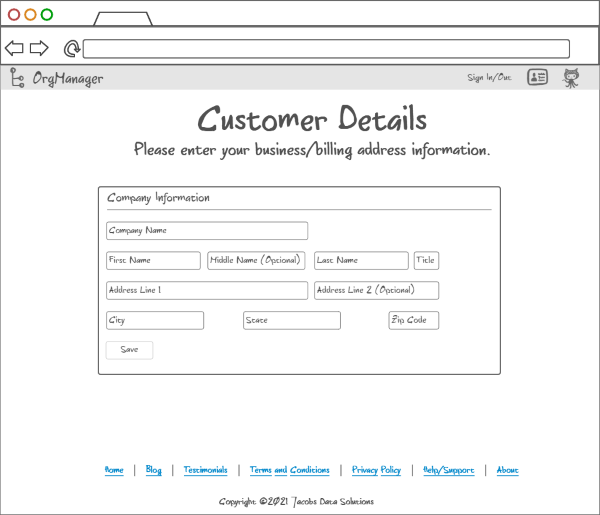 OrgManager Sign In/Out
Customer Details
Please enter your business/billing address information.
Company Information
Company Name
First Name Middle Name (Optional) Last Name Title
Address Line 1 Address Line 2 (Optional)
City State Zip Code
Save
Home | Blog | Testimonials | Terms and Conditions | Privacy Policy | Help/Support | About
Copyright ©2021 Jacobs Data Solutions